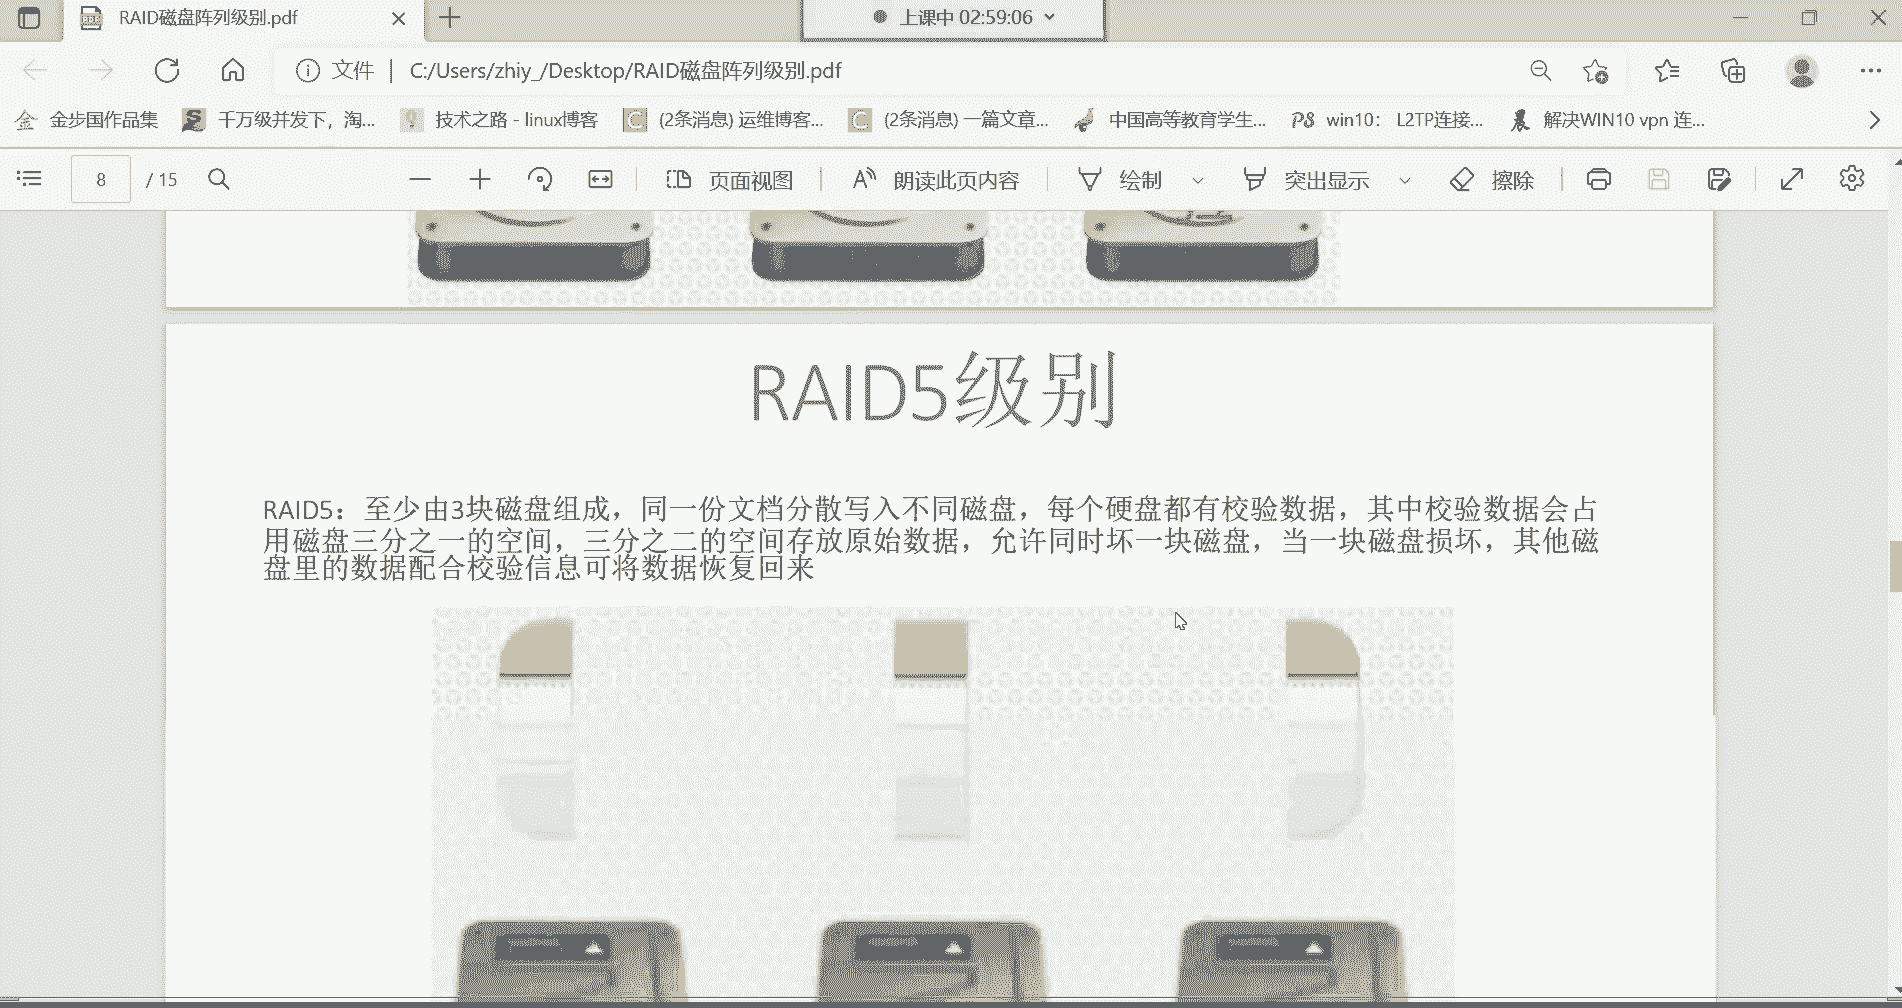 RAID磁盘阵列级别.pdf
上课中 02:59:06
文件 C:/Users/zhiy_/Desktop/RAID磁盘阵列级别.pdf
金步国作品集 千万级并发下，淘... 技术之路 - linux博客 (2条消息) 运维博客... (2条消息) 一篇文章... 中国高等教育学生... win10： L2TP连接... 解决WIN10 vpn 连...
8 / 15 页面视图 朗读此页内容 绘制 突出显示 擦除
RAID5级别
RAID5：至少由3块磁盘组成，同一份文档分散写入不同磁盘，每个硬盘都有校验数据，其中校验数据会占
用磁盘三分之一的空间，三分之二的空间存放原始数据，允许同时坏一块磁盘，当一块磁盘损坏，其他磁
盘里的数据配合校验信息可将数据恢复回来